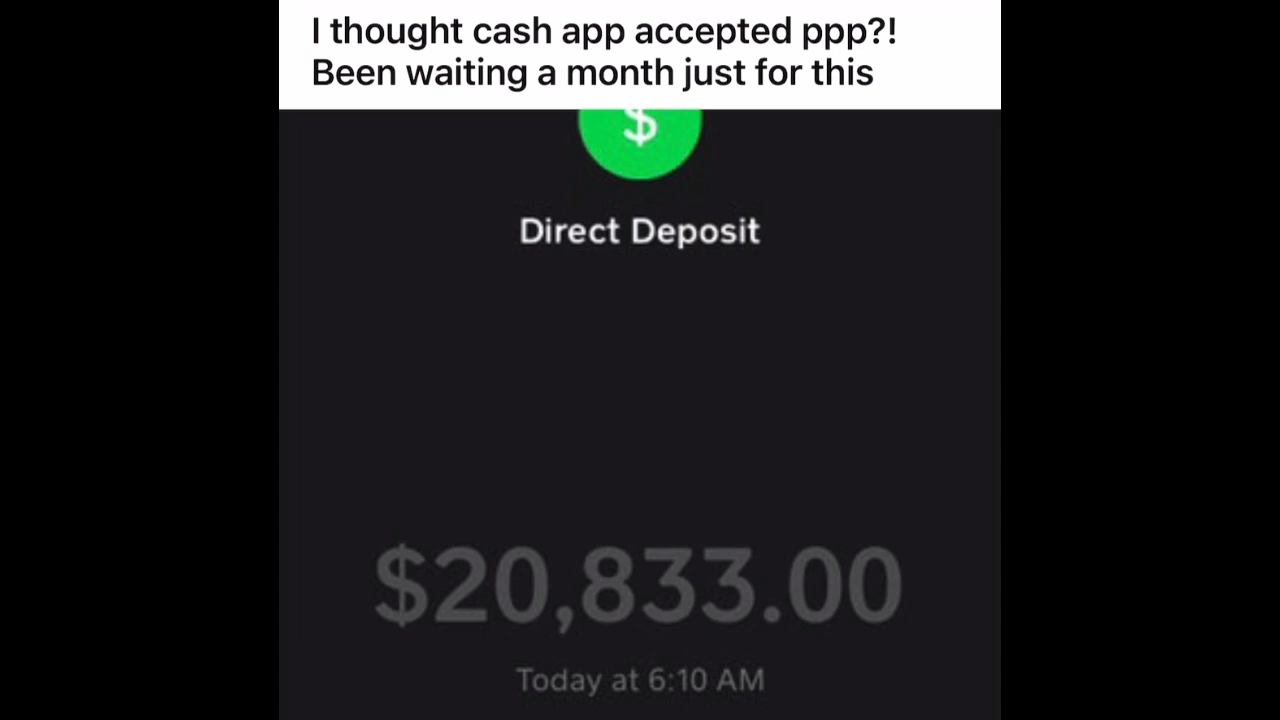 I thought cash app accepted ppp?!
Been waiting a month just for this
$
Direct Deposit
$20,833.00
Today at 6:10 AM